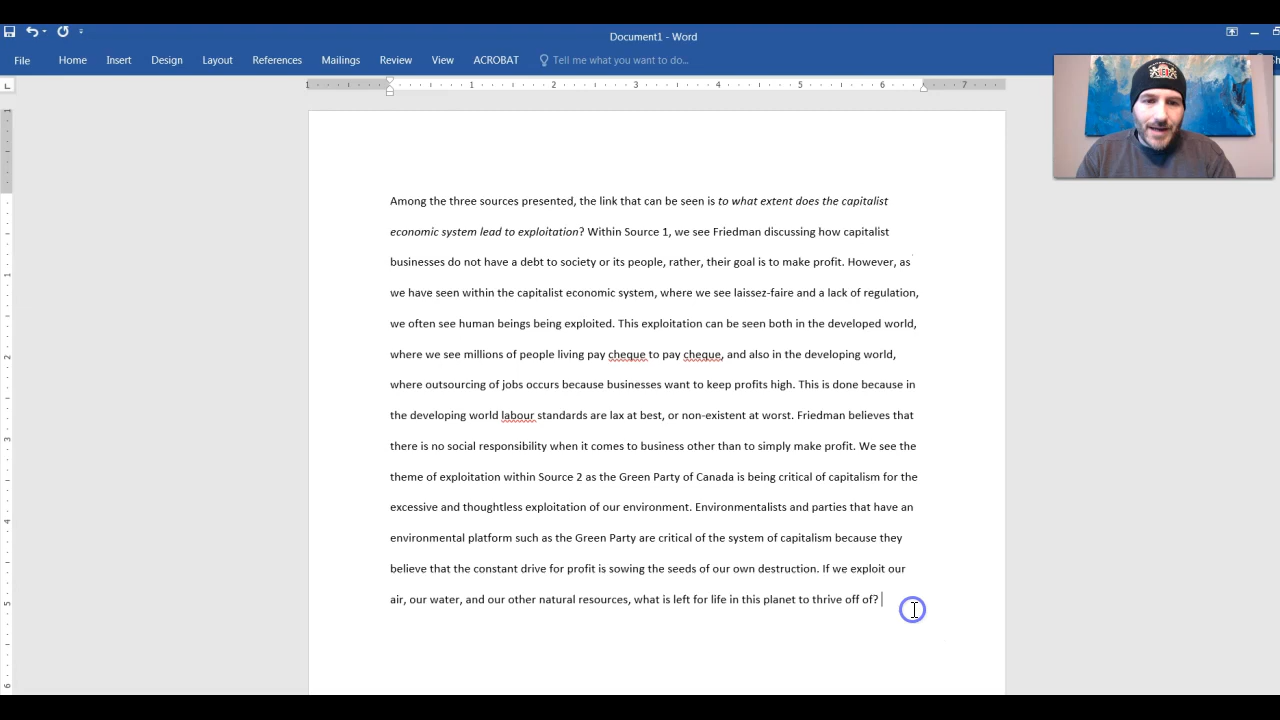 Document1 - Word
File Home Insert Design Layout References Mailings Review View ACROBAT Tell me what you want to do...
1 1 2 3 4 5 6 7
Among the three sources presented, the link that can be seen is to what extent does the capitalist
economic system lead to exploitation? Within Source 1, we see Friedman discussing how capitalist
businesses do not have a debt to society or its people, rather, their goal is to make profit. However, as
we have seen within the capitalist economic system, where we see laissez-faire and a lack of regulation,
we often see human beings being exploited. This exploitation can be seen both in the developed world,
where we see millions of people living pay cheque to pay cheque, and also in the developing world,
where outsourcing of jobs occurs because businesses want to keep profits high. This is done because in
the developing world labour standards are lax at best, or non-existent at worst. Friedman believes that
there is no social responsibility when it comes to business other than to simply make profit. We see the
theme of exploitation within Source 2 as the Green Party of Canada is being critical of capitalism for the
excessive and thoughtless exploitation of our environment. Environmentalists and parties that have an
environmental platform such as the Green Party are critical of the system of capitalism because they
believe that the constant drive for profit is sowing the seeds of our own destruction. If we exploit our
air, our water, and our other natural resources, what is left for life in this planet to thrive off of?